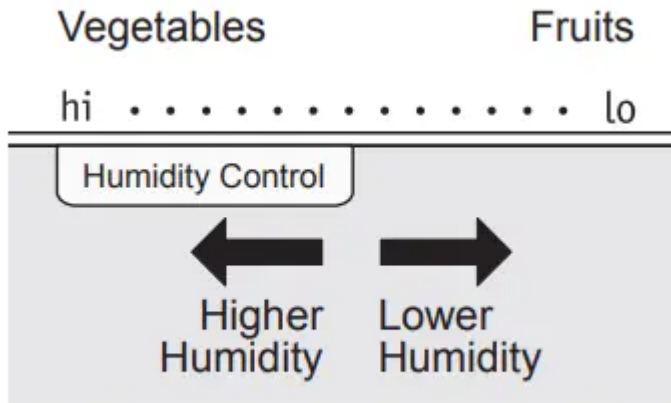 Vegetables Fruits
hi . . . . . . . . . . . . . . lo
Humidity Control
Higher Lower
Humidity Humidity